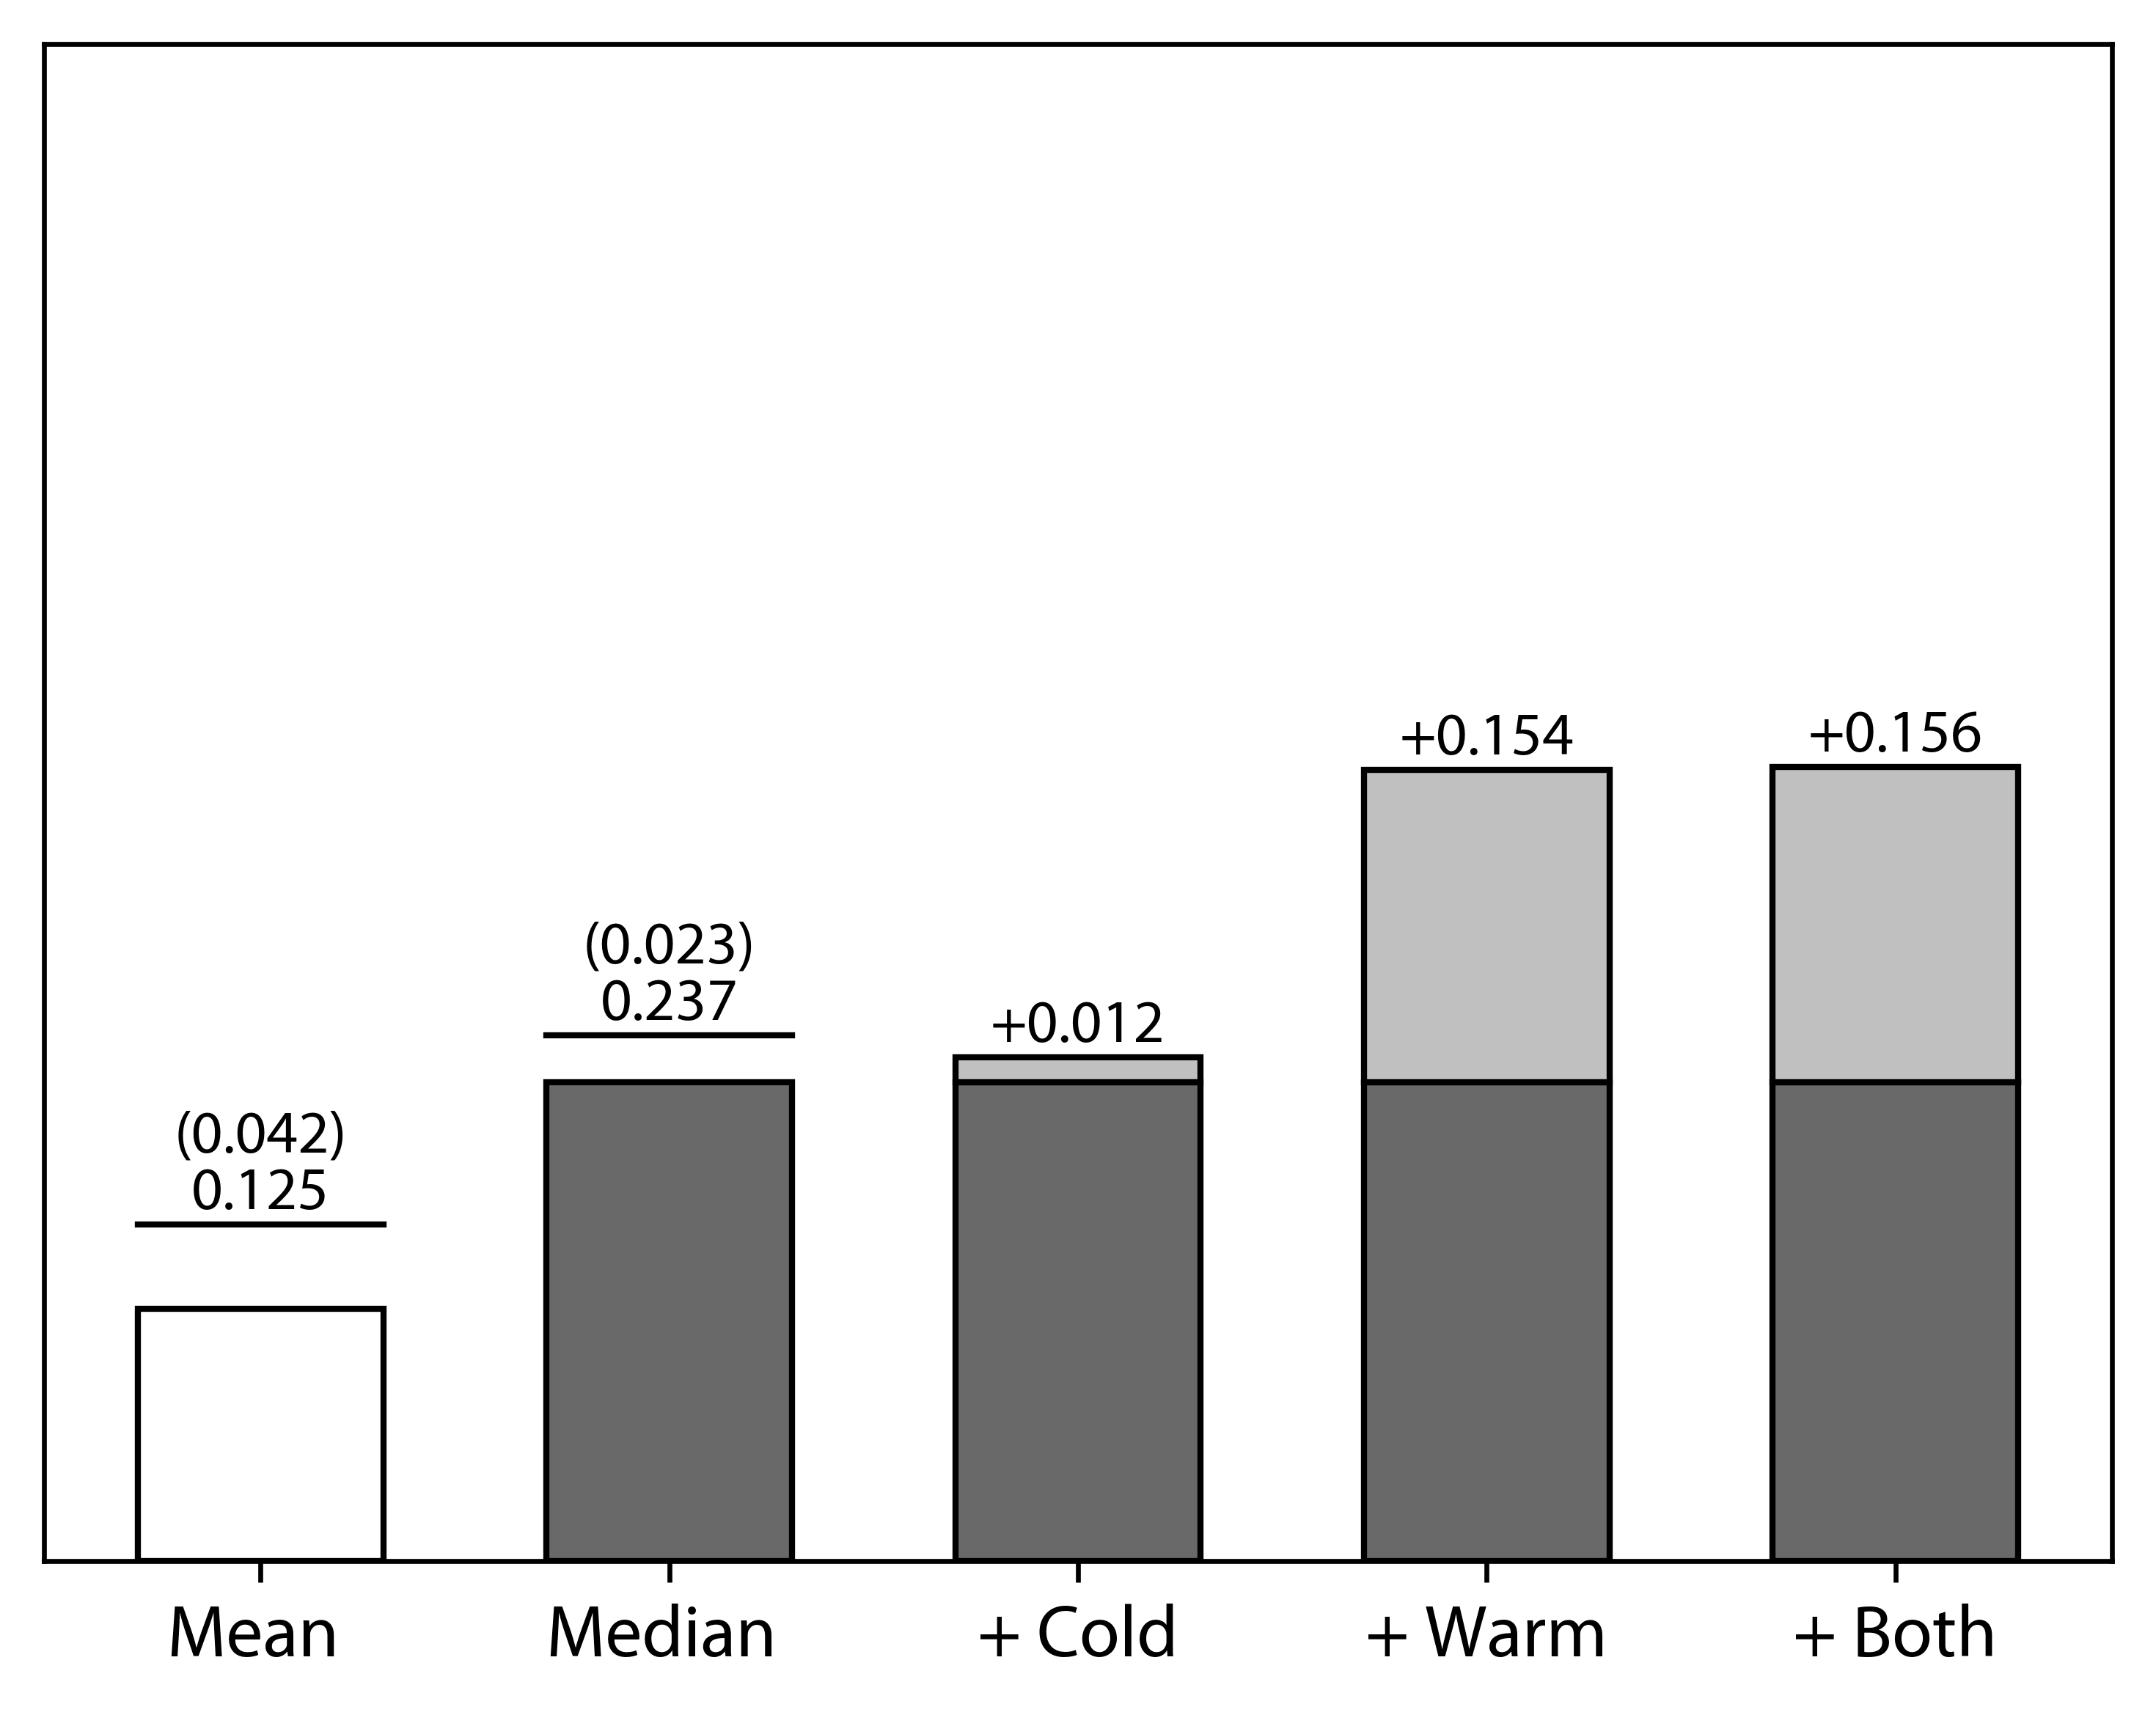 +0.154
+0.156
(0.023)
0.237
+0.012
(0.042)
0.125
Mean
Median
+ Cold
+ Warm
+ Both